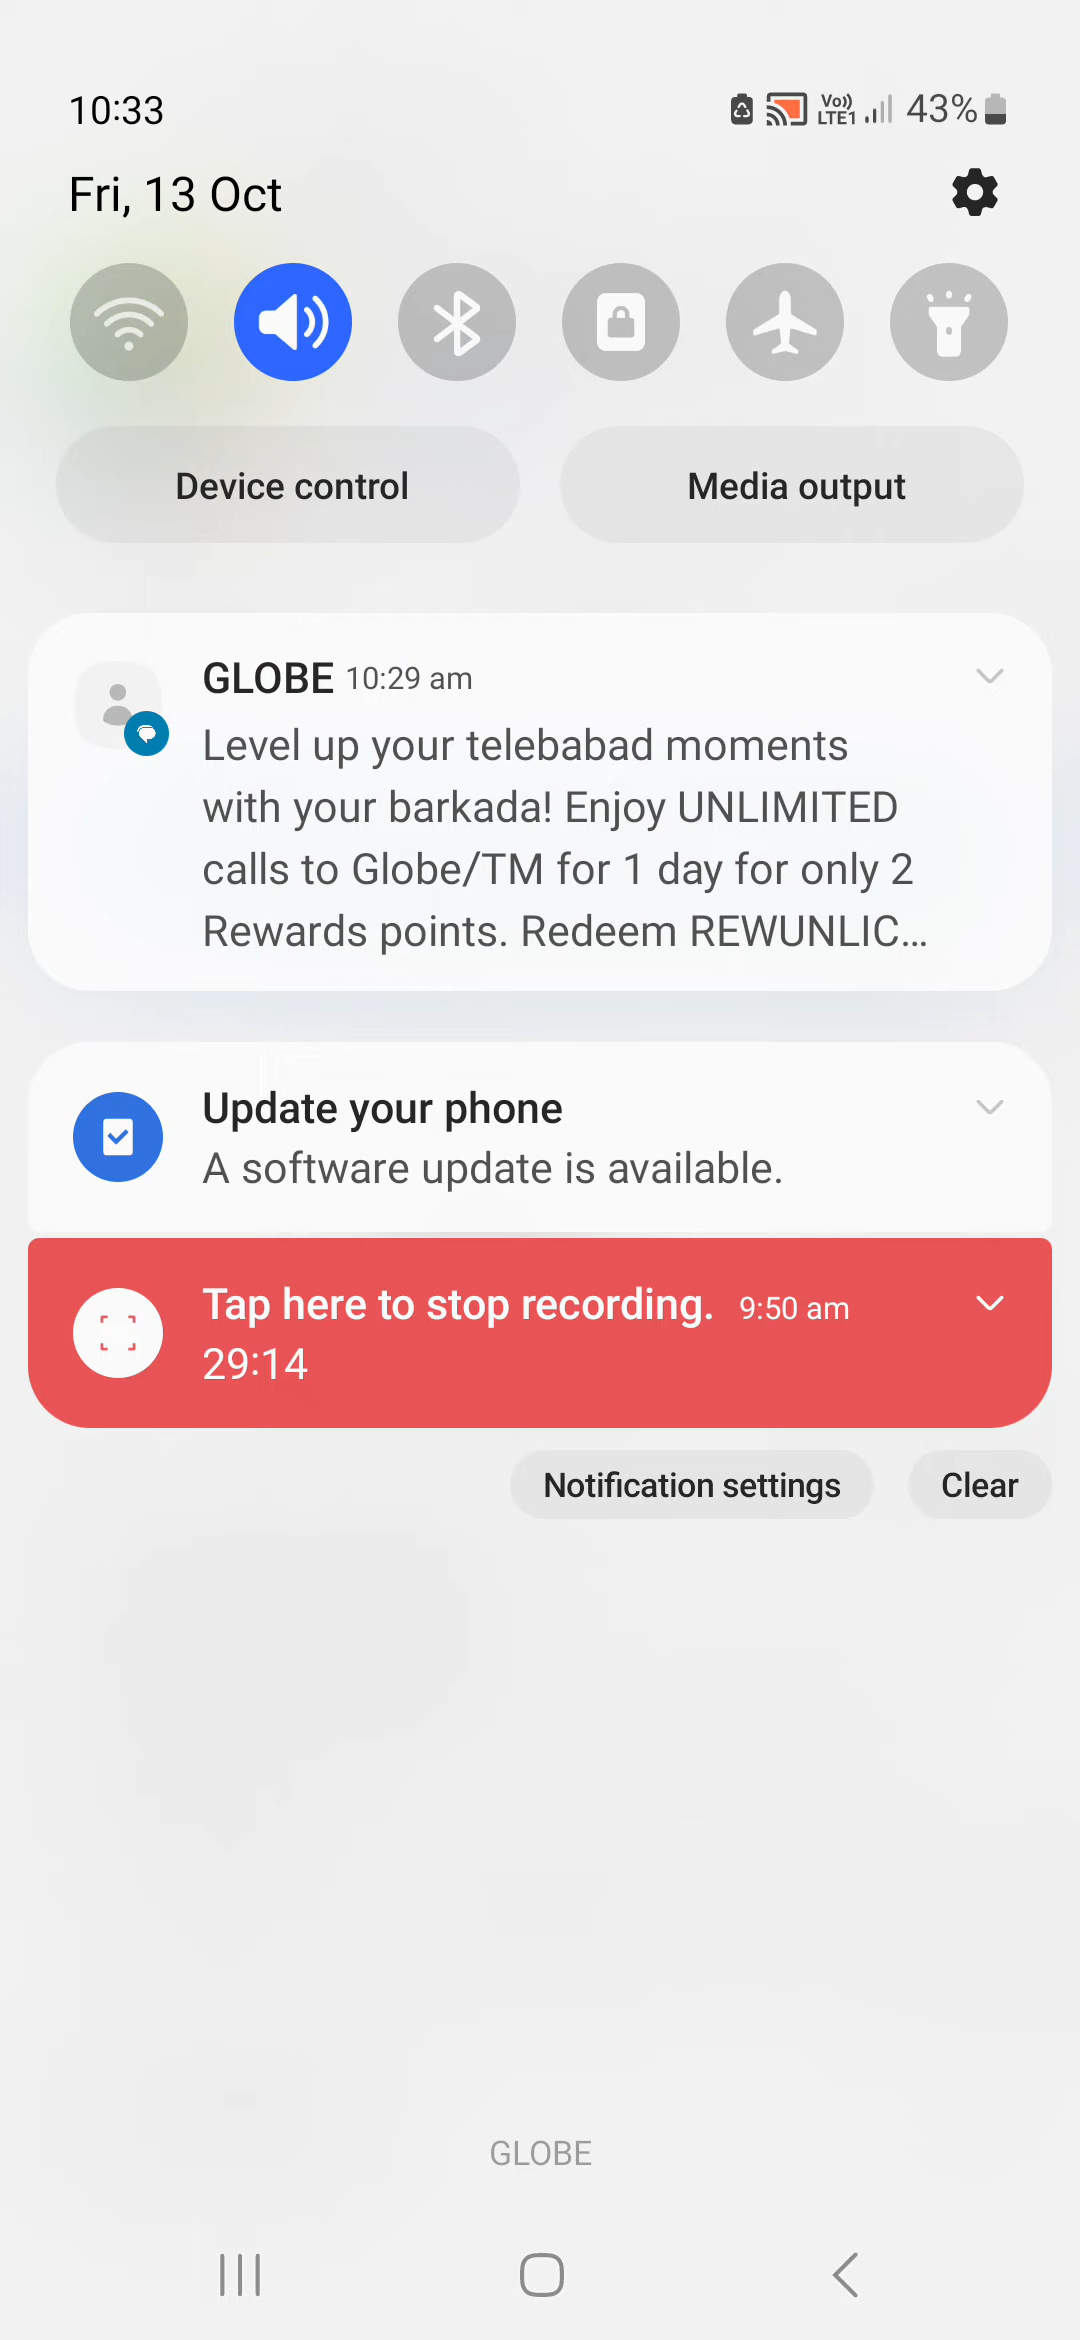 10:33
Vo)) LTE1 43%
Fri, 13 Oct
Device control
Media output
GLOBE 10:29 am
Level up your telebabad moments
with your barkada! Enjoy UNLIMITED
calls to Globe/TM for 1 day for only 2
Rewards points. Redeem REWUNLIC...
Update your phone
A software update is available.
Tap here to stop recording. 9:50 am
29:14
Notification settings
Clear
GLOBE